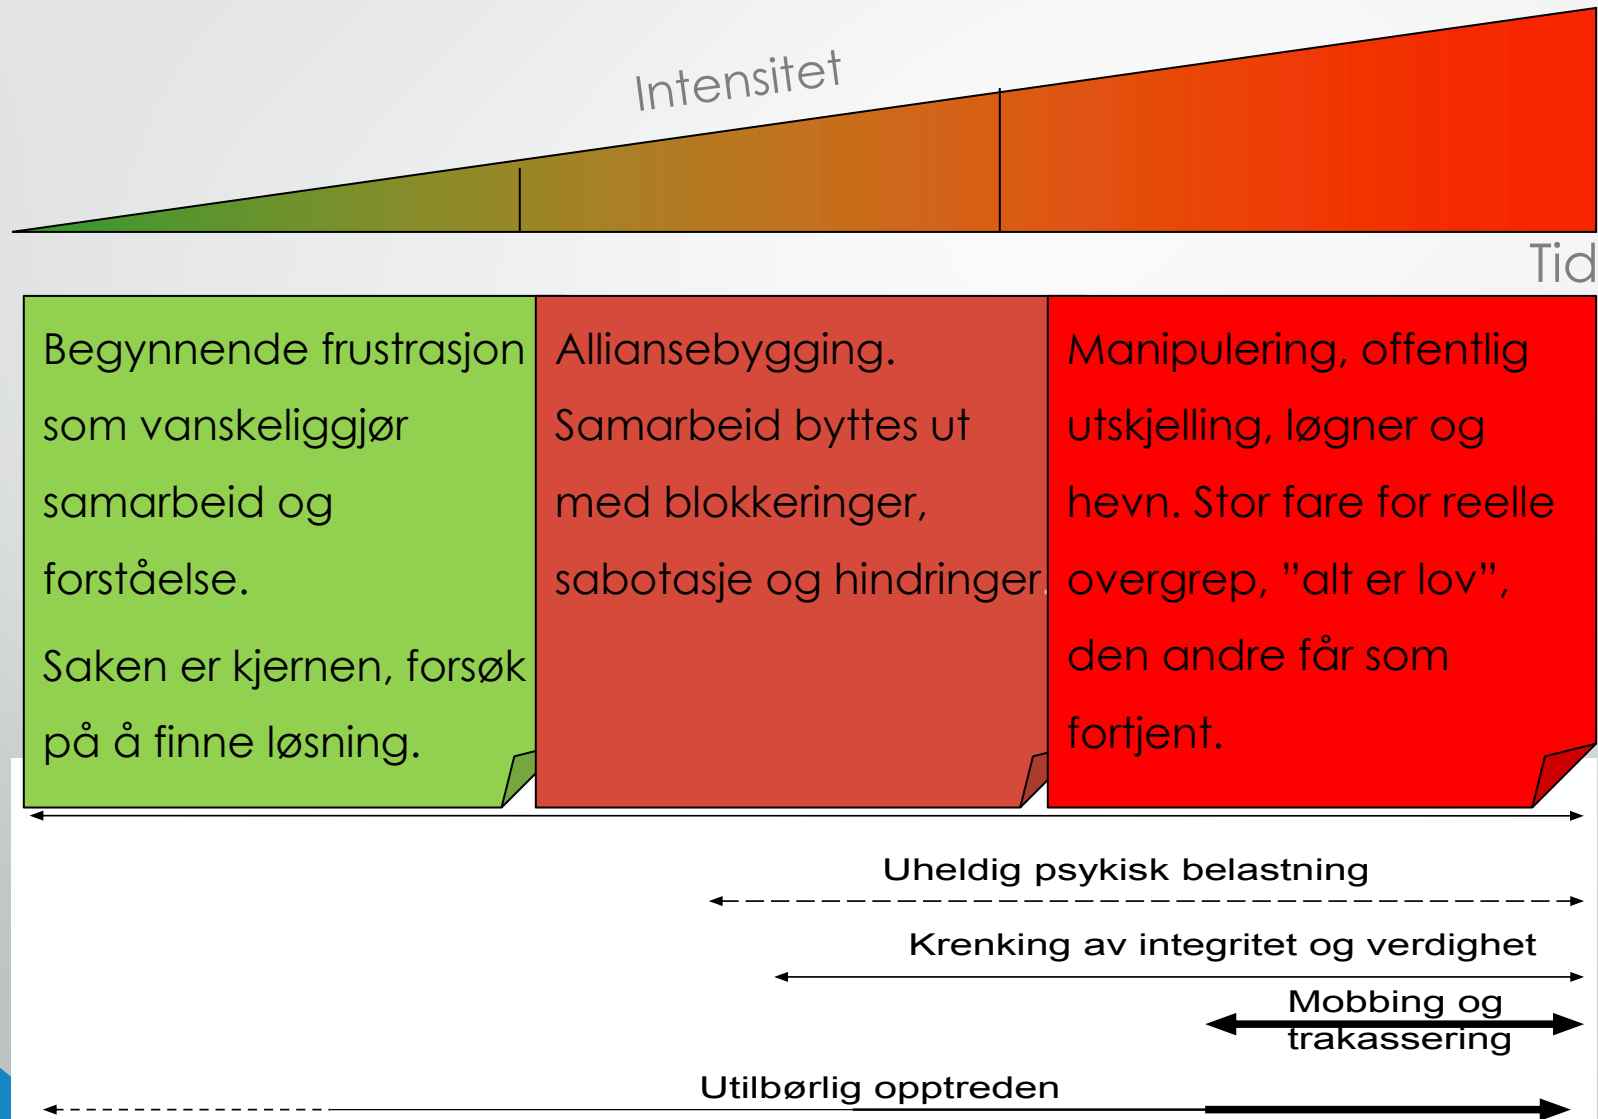 Intensitet
Tid
Begynnende frustrasjon
som vanskeliggjør
samarbeid og
forståelse.
Saken er kjernen, forsøk
på å finne løsning.
Alliansebygging.
Samarbeid byttes ut
med blokkeringer,
sabotasje og hindringer.
Manipulering, offentlig
utskjelling, løgner og
hevn. Stor fare for reelle
overgrep, ”alt er lov”,
den andre får som
fortjent.
Uheldig psykisk belastning
Krenking av integritet og verdighet
Mobbing og
trakassering
Utilbørlig opptreden